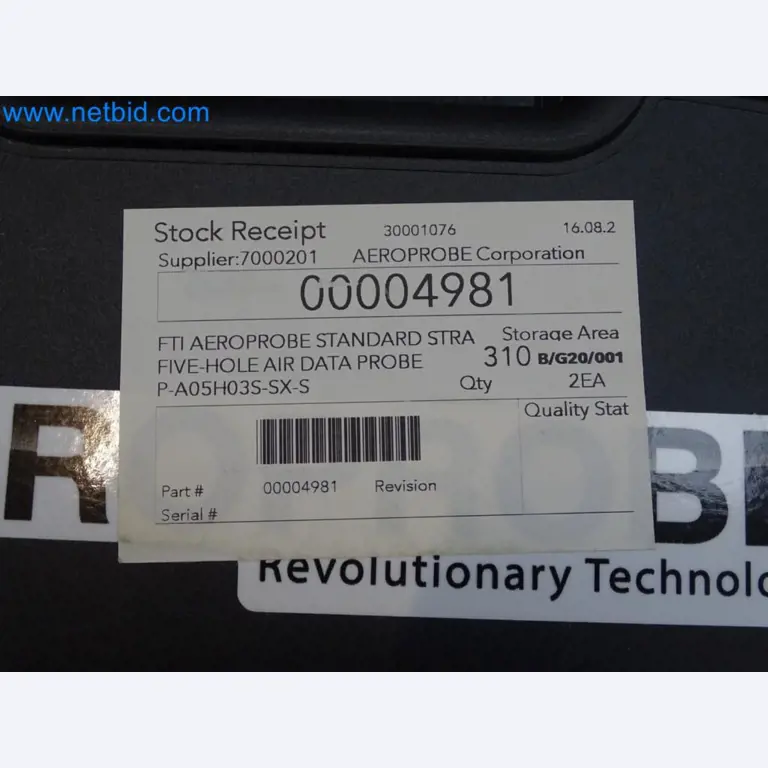 www.netbid.com
Stock Receipt 30001076 16.08.2
Supplier:7000201 AEROPROBE Corporation
00004981
FTI AEROPROBE STANDARD STRA Storage Area
FIVE-HOLE AIR DATA PROBE 310 B/G20/001
P-A05H03S-SX-S Qty 2EA
Quality Stat
Part # 00004981 Revision
Serial #
R OPROBE
Revolutionary Technolo